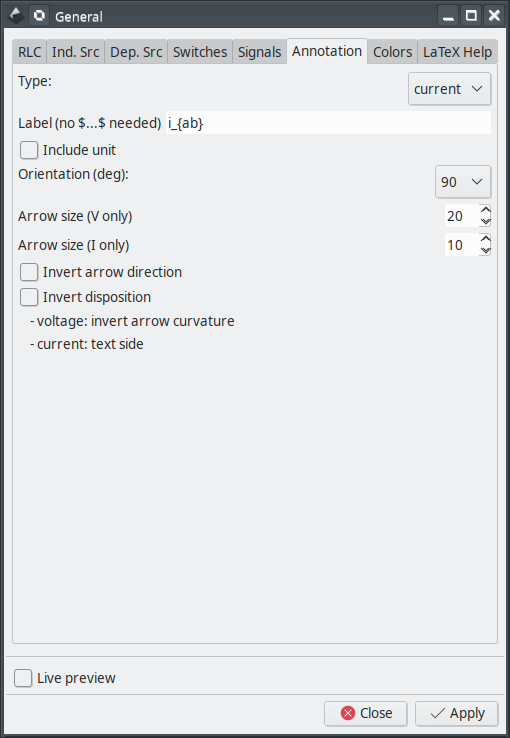 General
RLC Ind. Src Dep. Src Switches Signals Annotation Colors LaTeX Help
Type: current
Label (no $...$ needed) i_{ab}
Include unit
Orientation (deg): 90
Arrow size (V only) 20
Arrow size (I only) 10
Invert arrow direction
Invert disposition
- voltage: invert arrow curvature
- current: text side
Live preview
Close Apply